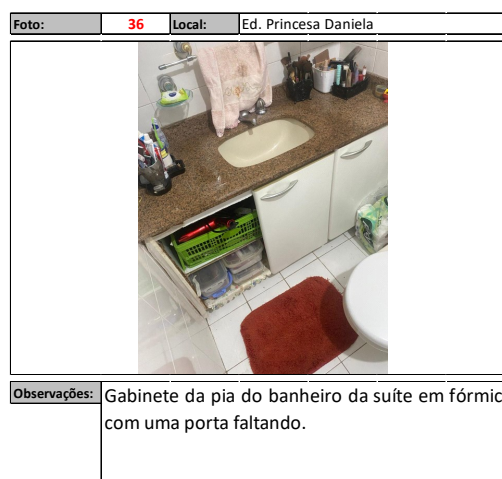 Foto: 36 Local: Ed. Princesa Daniela
Observações: Gabinete da pia do banheiro da suíte em fórmic
com uma porta faltando.